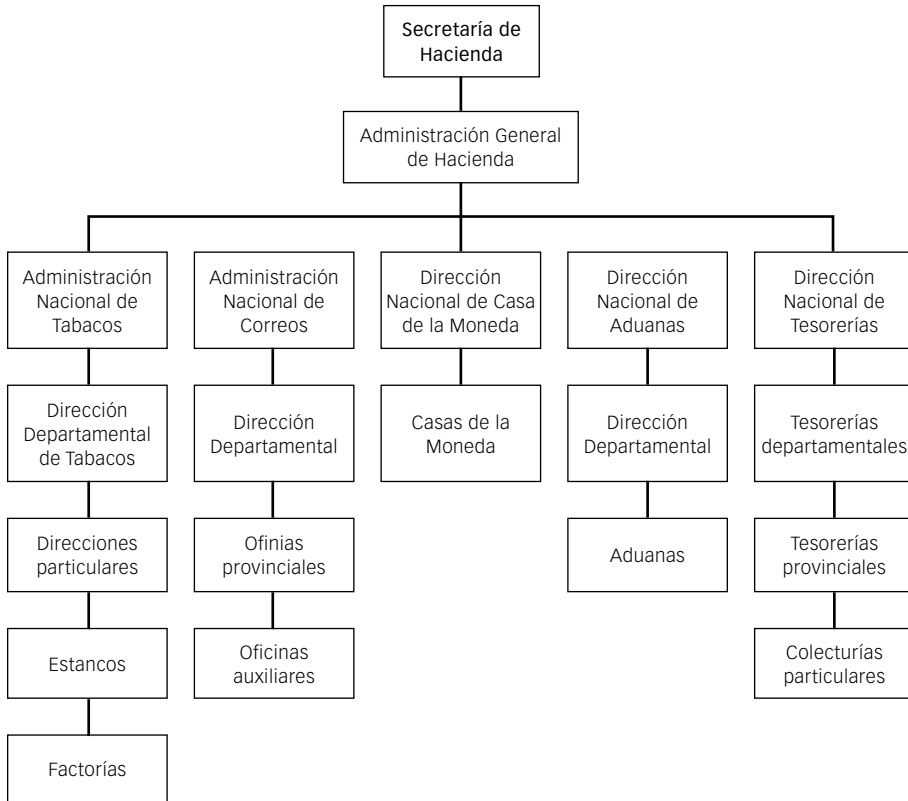 Secretaría de
Hacienda
Administración General
de Hacienda
Administración
Nacional de
Tabacos
Administración
Nacional de
Correos
Dirección
Nacional de Casa
de la Moneda
Dirección
Nacional de
Aduanas
Dirección
Nacional de
Tesorerías
Dirección
Departamental
de Tabacos
Dirección
Departamental
Casas de la
Moneda
Dirección
Departamental
Tesorerías
departamentales
Direcciones
particulares
Ofinias
provinciales
Aduanas
Tesorerías
provinciales
Estancos
Oficinas
auxiliares
Colecturías
particulares
Factorías